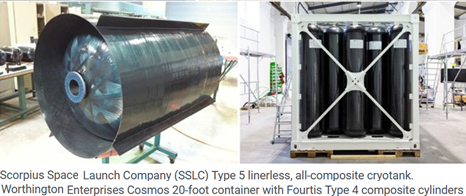 Scorpius Space Launch Company (SSLC) Type 5 linerless, all-composite cryotank.
Worthington Enterprises Cosmos 20-foot container with Fourtis Type 4 composite cylinders